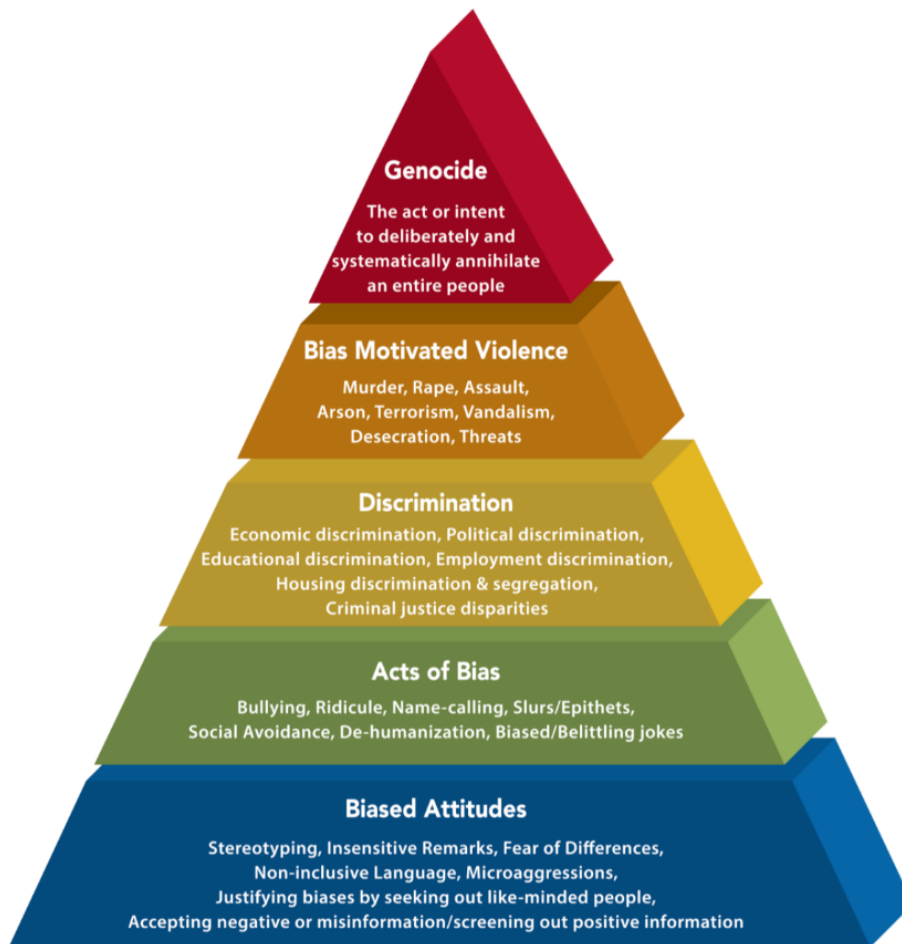 Genocide
The act or intent
to deliberately and
systematically annihilate
an entire people
Bias Motivated Violence
Murder, Rape, Assault,
Arson, Terrorism, Vandalism,
Desecration, Threats
Discrimination
Economic discrimination, Political discrimination,
Educational discrimination, Employment discrimination,
Housing discrimination & segregation,
Criminal justice disparities
Acts of Bias
Bullying, Ridicule, Name-calling, Slurs/Epithets,
Social Avoidance, De-humanization, Biased/Belittling jokes
Biased Attitudes
Stereotyping, Insensitive Remarks, Fear of Differences,
Non-inclusive Language, Microaggressions,
Justifying biases by seeking out like-minded people,
Accepting negative or misinformation/screening out positive information